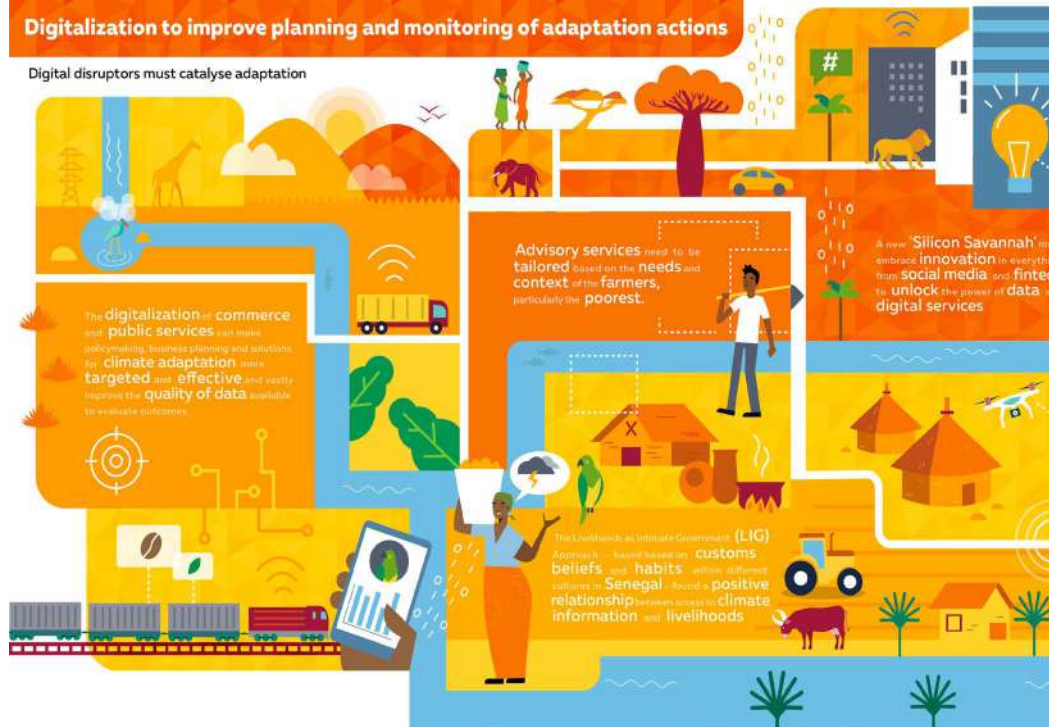 Digitalization to improve planning and monitoring of adaptation actions
Digital disruptors must catalyse adaptation
#
Advisory services need to be
tailored based on the needs and
context of the farmers,
particularly the poorest.
A new 'Silicon Savannah'
embrace innovation in
from social media and
to unlock the power of data
digital services
The digitalization of commerce
and public services can make
policymaking, business planning and solutions
for climate adaptation more
targeted and effective, and vastly
improve the quality of data available
to evaluate outcomes.
The Livelihoods as Intimate Government (LIG)
Approach – based based on customs
beliefs and habits within different
cultures in Senegal - found a positive
relationship between access to climate
information and livelihoods